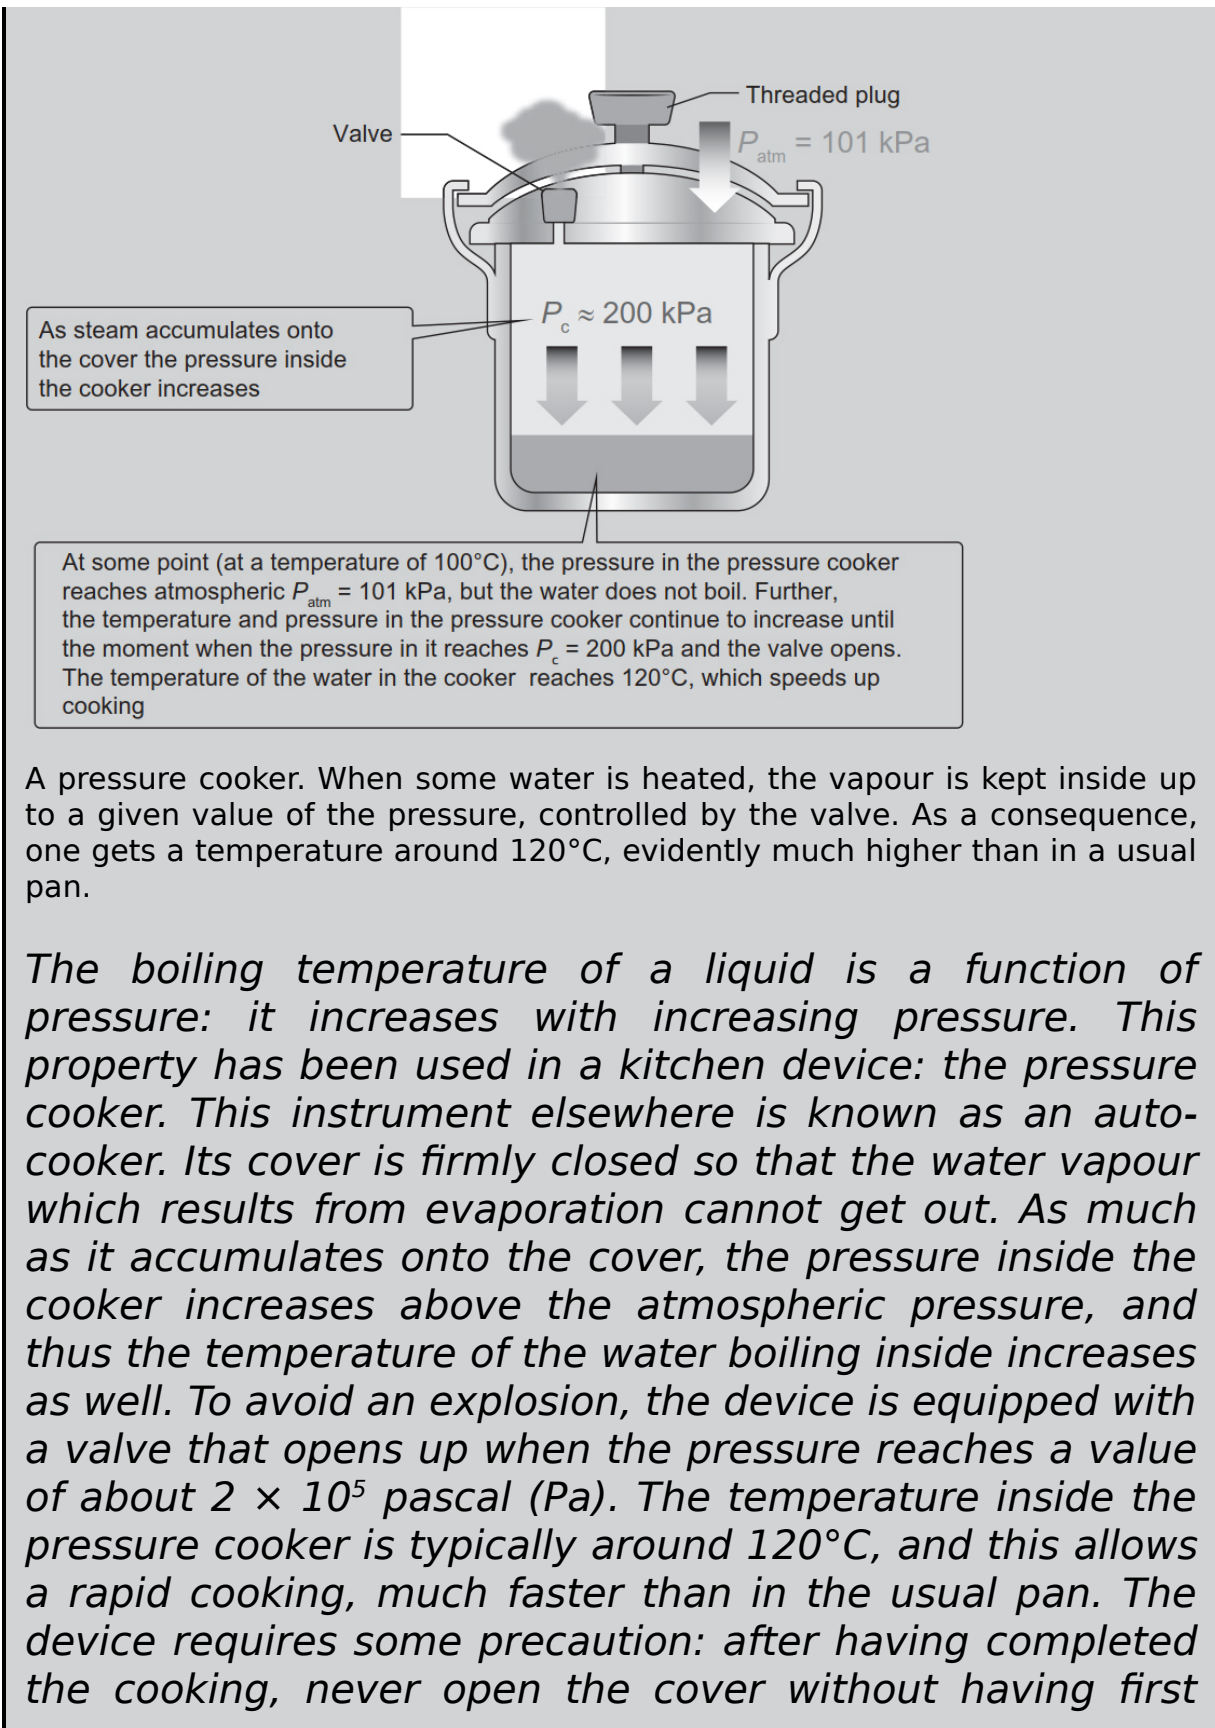 Threaded plug
Valve
P_atm = 101 kPa
P_c ≈ 200 kPa
As steam accumulates onto
the cover the pressure inside
the cooker increases
At some point (at a temperature of 100°C), the pressure in the pressure cooker
reaches atmospheric P_atm = 101 kPa, but the water does not boil. Further,
the temperature and pressure in the pressure cooker continue to increase until
the moment when the pressure in it reaches P_c = 200 kPa and the valve opens.
The temperature of the water in the cooker reaches 120°C, which speeds up
cooking
A pressure cooker. When some water is heated, the vapour is kept inside up
to a given value of the pressure, controlled by the valve. As a consequence,
one gets a temperature around 120°C, evidently much higher than in a usual
pan.
The boiling temperature of a liquid is a function of
pressure: it increases with increasing pressure. This
property has been used in a kitchen device: the pressure
cooker. This instrument elsewhere is known as an auto-
cooker. Its cover is firmly closed so that the water vapour
which results from evaporation cannot get out. As much
as it accumulates onto the cover, the pressure inside the
cooker increases above the atmospheric pressure, and
thus the temperature of the water boiling inside increases
as well. To avoid an explosion, the device is equipped with
a valve that opens up when the pressure reaches a value
of about 2 × 10⁵ pascal (Pa). The temperature inside the
pressure cooker is typically around 120°C, and this allows
a rapid cooking, much faster than in the usual pan. The
device requires some precaution: after having completed
the cooking, never open the cover without having first